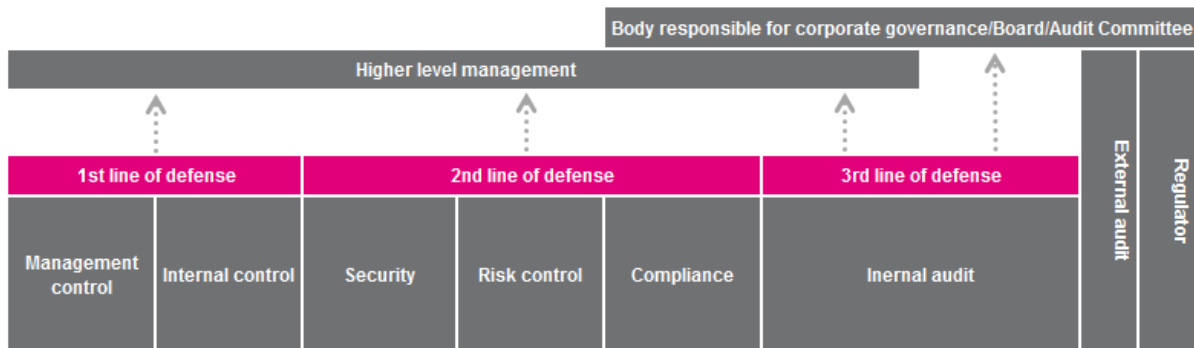 Body responsible for corporate governance/Board/Audit Committee
Higher level management
1st line of defense
2nd line of defense
3rd line of defense
Management
control
Internal control
Security
Risk control
Compliance
Inernal audit
External audit
Regulator